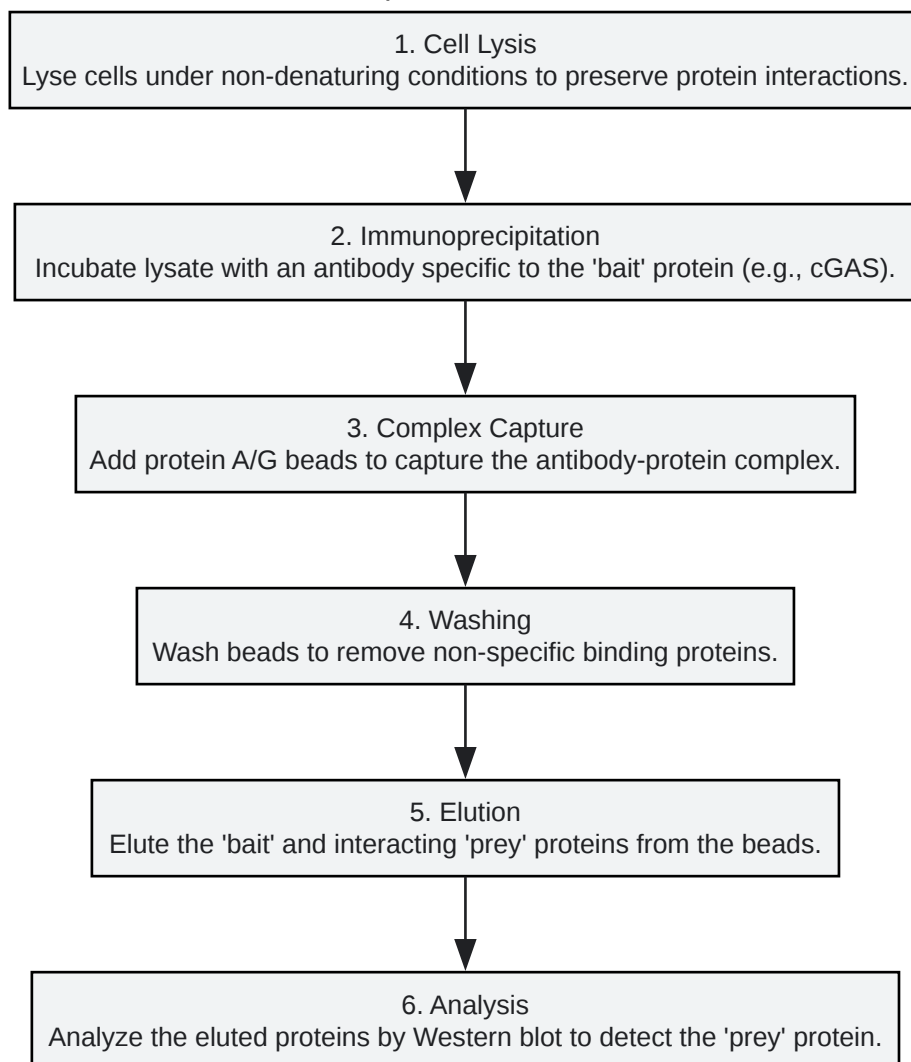 1. Cell Lysis
Lyse cells under non-denaturing conditions to preserve protein interactions.
2. Immunoprecipitation
Incubate lysate with an antibody specific to the 'bait' protein (e.g., cGAS).
3. Complex Capture
Add protein A/G beads to capture the antibody-protein complex.
4. Washing
Wash beads to remove non-specific binding proteins.
5. Elution
Elute the 'bait' and interacting 'prey' proteins from the beads.
6. Analysis
Analyze the eluted proteins by Western blot to detect the 'prey' protein.